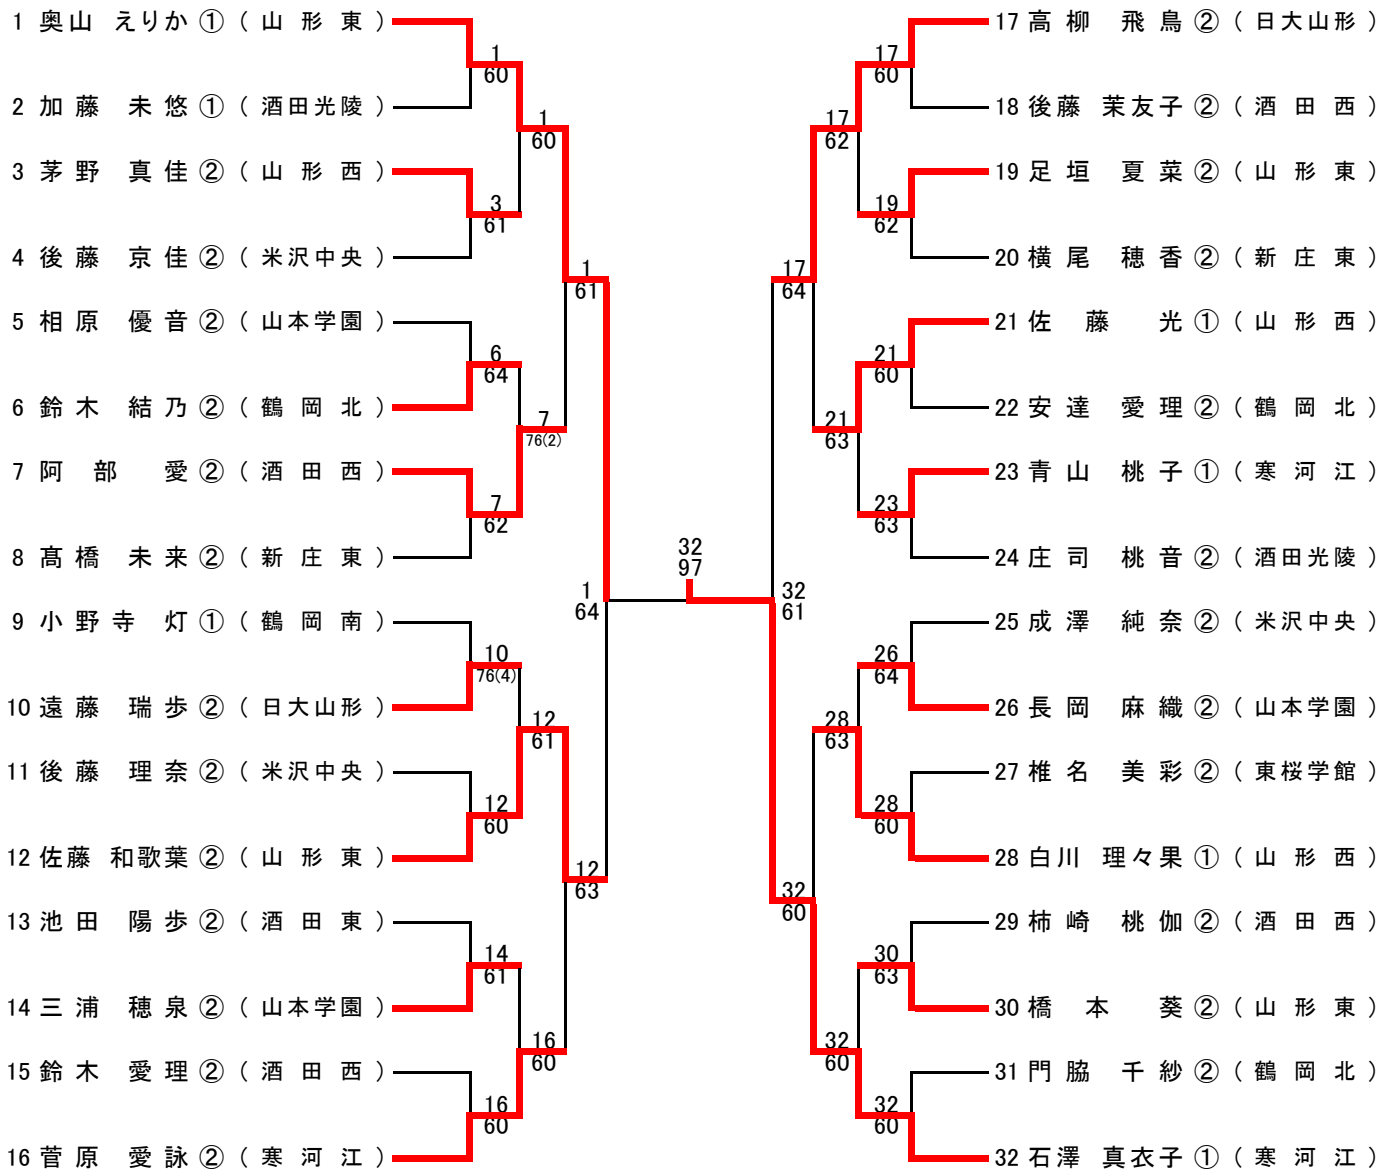 1 奥山 えりか ① ( 山 形 東 )
2 加藤 未悠 ① ( 酒田光陵 )
3 茅野 真佳 ② ( 山 形 西 )
4 後藤 京佳 ② ( 米沢中央 )
5 相原 優音 ② ( 山本学園 )
6 鈴木 結乃 ② ( 鶴 岡 北 )
7 阿部 愛 ② ( 酒 田 西 )
8 髙橋 未来 ② ( 新 庄 東 )
9 小野寺 灯 ① ( 鶴 岡 南 )
10 遠藤 瑞歩 ② ( 日大山形 )
11 後藤 理奈 ② ( 米沢中央 )
12 佐藤 和歌葉 ② ( 山 形 東 )
13 池田 陽歩 ② ( 酒 田 東 )
14 三浦 穂泉 ② ( 山本学園 )
15 鈴木 愛理 ② ( 酒 田 西 )
16 菅原 愛詠 ② ( 寒 河 江 )
1
60
3
61
6
64
7
62
10
76(4)
12
60
14
61
16
60
1
60
7
76(2)
12
61
16
60
1
61
12
63
1
64
32
97
32
61
17
64
32
60
17
62
21
63
28
63
32
60
17
60
19
62
21
60
23
63
26
64
28
60
30
63
32
60
17 高柳 飛鳥 ② ( 日大山形 )
18 後藤 茉友子 ② ( 酒 田 西 )
19 足垣 夏菜 ② ( 山 形 東 )
20 横尾 穂香 ② ( 新 庄 東 )
21 佐藤 光 ① ( 山 形 西 )
22 安達 愛理 ② ( 鶴 岡 北 )
23 青山 桃子 ① ( 寒 河 江 )
24 庄司 桃音 ② ( 酒田光陵 )
25 成澤 純奈 ② ( 米沢中央 )
26 長岡 麻織 ② ( 山本学園 )
27 椎名 美彩 ② ( 東桜学館 )
28 白川 理々果 ① ( 山 形 西 )
29 柿崎 桃伽 ② ( 酒 田 西 )
30 橋本 葵 ② ( 山 形 東 )
31 門脇 千紗 ② ( 鶴 岡 北 )
32 石澤 真衣子 ① ( 寒 河 江 )